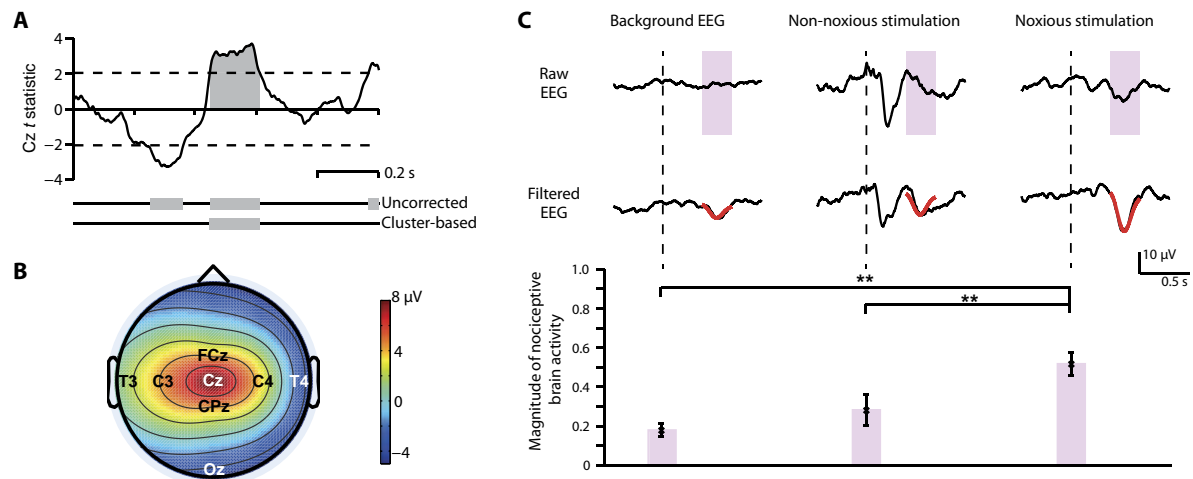 A
4
2
0
−2
−4
Cz t statistic
0.2 s
Uncorrected
Cluster-based
B
8 µV
4
0
−4
FCz
T3 C3 Cz C4 T4
CPz
Oz
C
Background EEG Non-noxious stimulation Noxious stimulation
Raw
EEG
Filtered
EEG
10 µV
0.5 s
1.0
0.8
0.6
0.4
0.2
0
Magnitude of nociceptive
brain activity
**
**